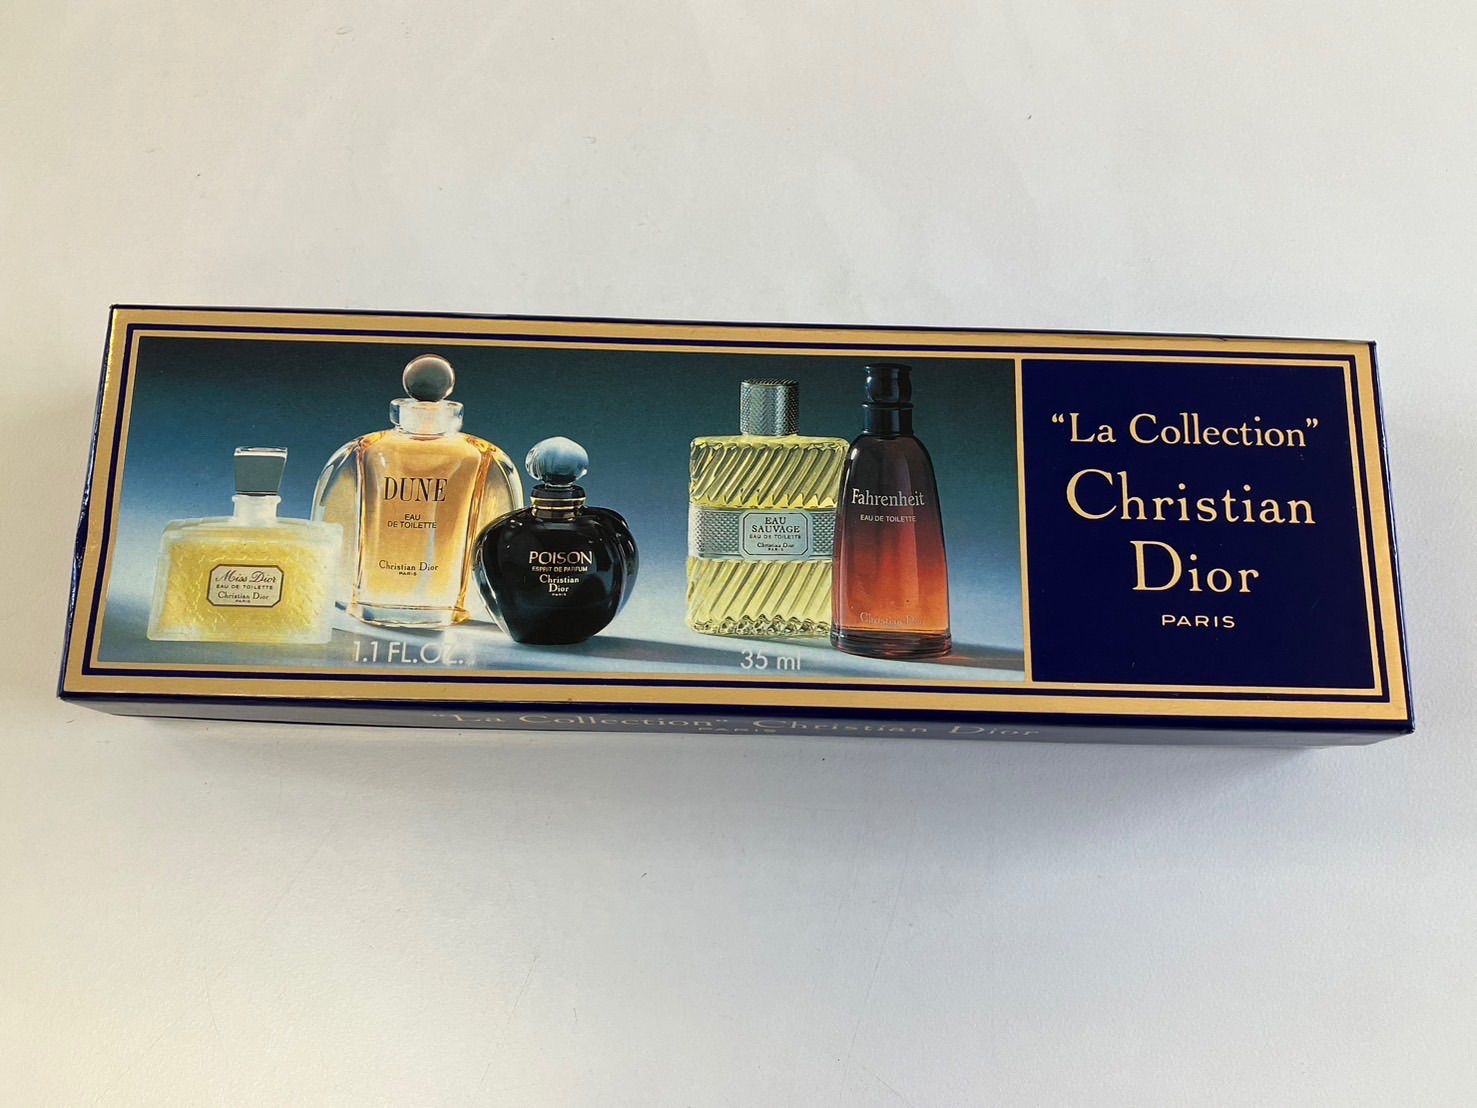 "La Collection"
Christian
Dior
PARIS
Miss Dior
EAU DE TOILETTE
Christian Dior
PARIS
DUNE
EAU
DE TOILETTE
Christian Dior
PARIS
POISON
ESPRIT DE PARFUM
Christian
Dior
PARIS
EAU
SAUVAGE
EAU DE TOILETTE
Christian Dior
PARIS
Fahrenheit
EAU DE TOILETTE
Christian Dior
1.1 FL.OZ.
35 ml
"La Collection" Christian Dior
PARIS